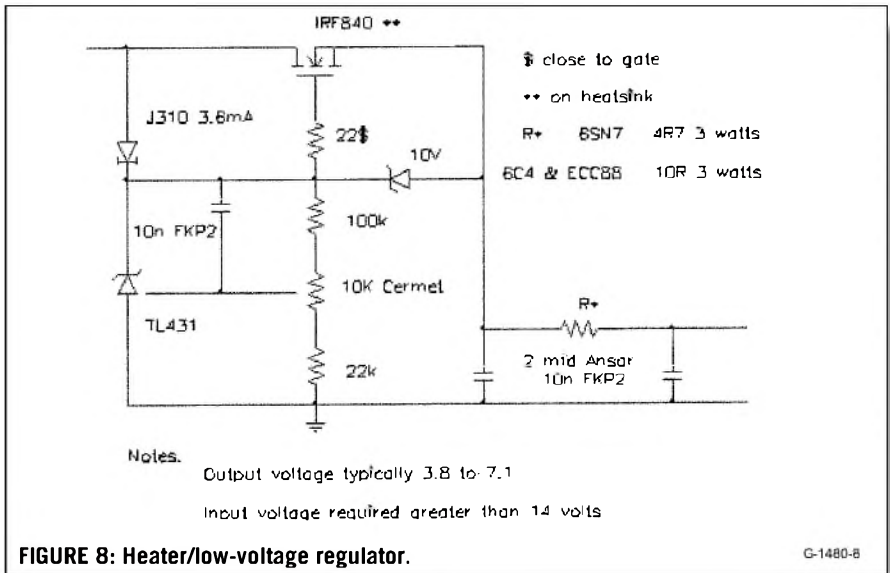 IRF840 **
$ close to gate
** on heatsink
R* 6SN7 4R7 3 watts
6C4 & ECC88 10R 3 watts
J310 3.6mA
22$
10V
10n FKP2
100k
10K Cermet
TL431
22k
R*
2 mfd Ansar
10n FKP2
Notes.
Output voltage typically 3.8 to 7.1
Input voltage required greater than 14 volts
FIGURE 8: Heater/low-voltage regulator.
G-1480-8